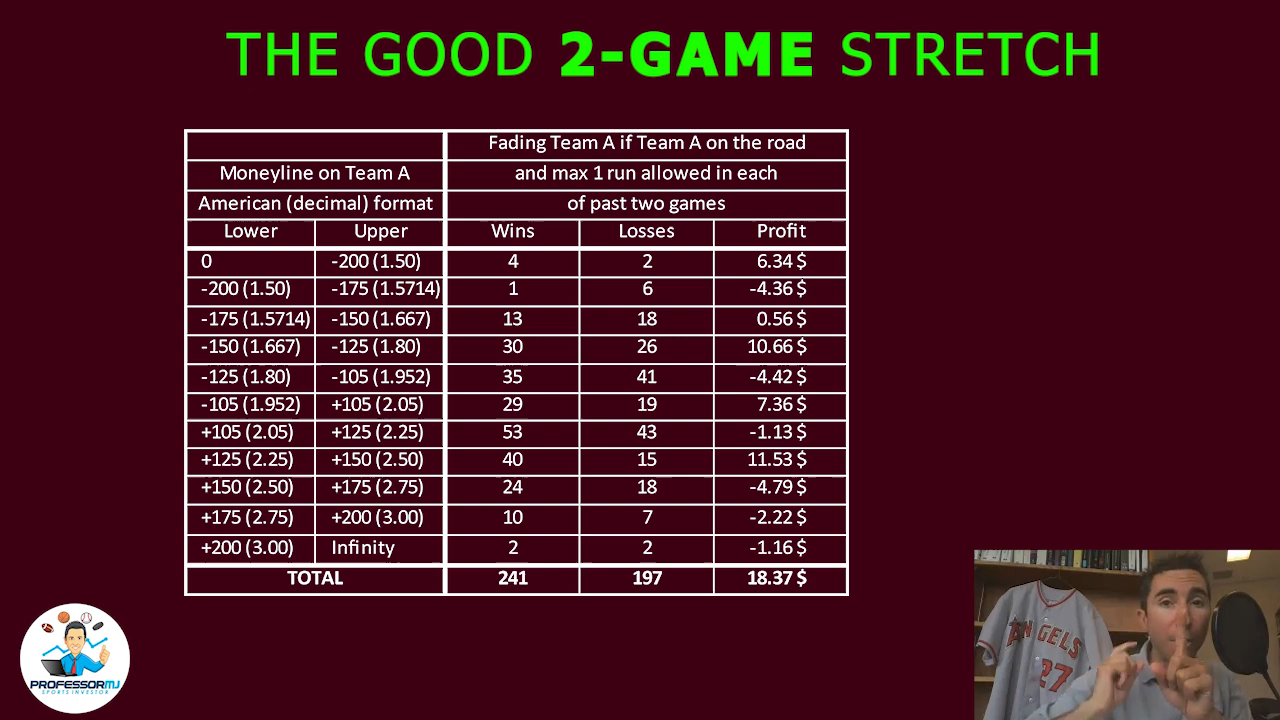 THE GOOD 2-GAME STRETCH
Fading Team A if Team A on the road
Moneyline on Team A and max 1 run allowed in each
American (decimal) format of past two games
Lower Upper Wins Losses Profit
0 -200 (1.50) 4 2 6.34 $
-200 (1.50) -175 (1.5714) 1 6 -4.36 $
-175 (1.5714) -150 (1.667) 13 18 0.56 $
-150 (1.667) -125 (1.80) 30 26 10.66 $
-125 (1.80) -105 (1.952) 35 41 -4.42 $
-105 (1.952) +105 (2.05) 29 19 7.36 $
+105 (2.05) +125 (2.25) 53 43 -1.13 $
+125 (2.25) +150 (2.50) 40 15 11.53 $
+150 (2.50) +175 (2.75) 24 18 -4.79 $
+175 (2.75) +200 (3.00) 10 7 -2.22 $
+200 (3.00) Infinity 2 2 -1.16 $
TOTAL 241 197 18.37 $
ANGELS
27
PROFESSORMJ
SPORTS INVESTOR